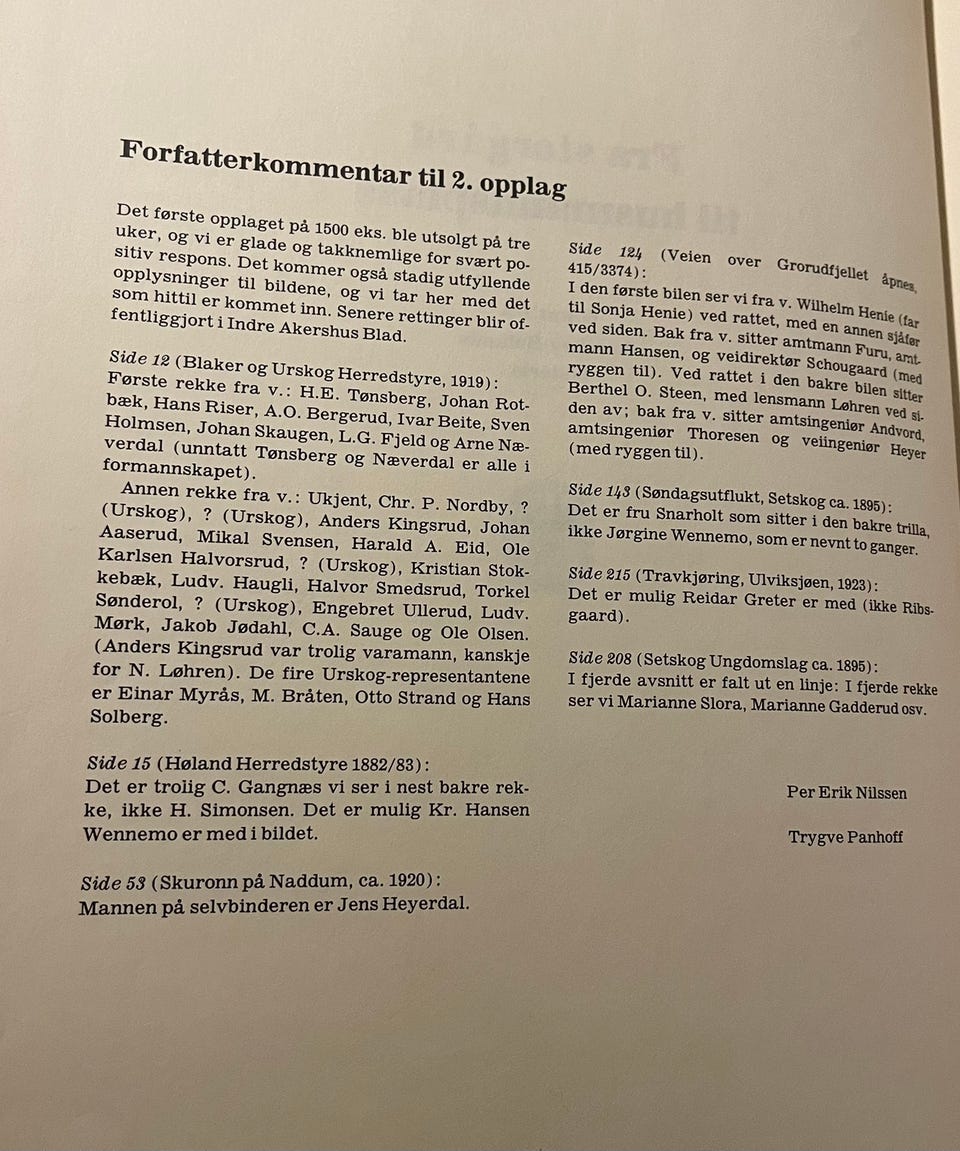 Forfatterkommentar til 2. opplag
Det første opplaget på 1500 eks. ble utsolgt på tre
uker, og vi er glade og takknemlige for svært po-
sitiv respons. Det kommer også stadig utfyllende
opplysninger til bildene, og vi tar her med det
som hittil er kommet inn. Senere rettinger blir of-
fentliggjort i Indre Akershus Blad.
Side 12 (Blaker og Urskog Herredstyre, 1919):
Første rekke fra v.: H.E. Tønsberg, Johan Rot-
bæk, Hans Riser, A.O. Bergerud, Ivar Beite, Sven
Holmsen, Johan Skaugen, L.G. Fjeld og Arne Næ-
verdal (unntatt Tønsberg og Næverdal er alle i
formannskapet).
Annen rekke fra v.: Ukjent, Chr. P. Nordby, ?
(Urskog), ? (Urskog), Anders Kingsrud, Johan
Aaserud, Mikal Svensen, Harald A. Eid, Ole
Karlsen Halvorsrud, ? (Urskog), Kristian Stok-
kebæk, Ludv. Haugli, Halvor Smedsrud, Torkel
Sønderol, ? (Urskog), Engebret Ullerud, Ludv.
Mørk, Jakob Jødahl, C.A. Sauge og Ole Olsen.
(Anders Kingsrud var trolig varamann, kanskje
for N. Løhren). De fire Urskog-representantene
er Einar Myrås, M. Bråten, Otto Strand og Hans
Solberg.
Side 15 (Høland Herredstyre 1882/83):
Det er trolig C. Gangnæs vi ser i nest bakre rek-
ke, ikke H. Simonsen. Det er mulig Kr. Hansen
Wennemo er med i bildet.
Side 53 (Skuronn på Naddum, ca. 1920):
Mannen på selvbinderen er Jens Heyerdal.
Side 124 (Veien over Grorudfjellet åpnes,
415/3374):
I den første bilen ser vi fra v. Wilhelm Henie (far
til Sonja Henie) ved rattet, med en annen sjåfør
ved siden. Bak fra v. sitter amtmann Furu, amt-
mann Hansen, og veidirektør Schougaard (med
ryggen til). Ved rattet i den bakre bilen sitter
Berthel O. Steen, med lensmann Løhren ved si-
den av; bak fra v. sitter amtsingeniør Andvord,
amtsingeniør Thoresen og veiingeniør Heyer
(med ryggen til).
Side 143 (Søndagsutflukt, Setskog ca. 1895):
Det er fru Snarholt som sitter i den bakre trilla,
ikke Jørgine Wennemo, som er nevnt to ganger.
Side 215 (Travkjøring, Ulviksjøen, 1923):
Det er mulig Reidar Greter er med (ikke Ribs-
gaard).
Side 208 (Setskog Ungdomslag ca. 1895):
I fjerde avsnitt er falt ut en linje: I fjerde rekke
ser vi Marianne Slora, Marianne Gadderud osv.
Per Erik Nilssen
Trygve Panhoff